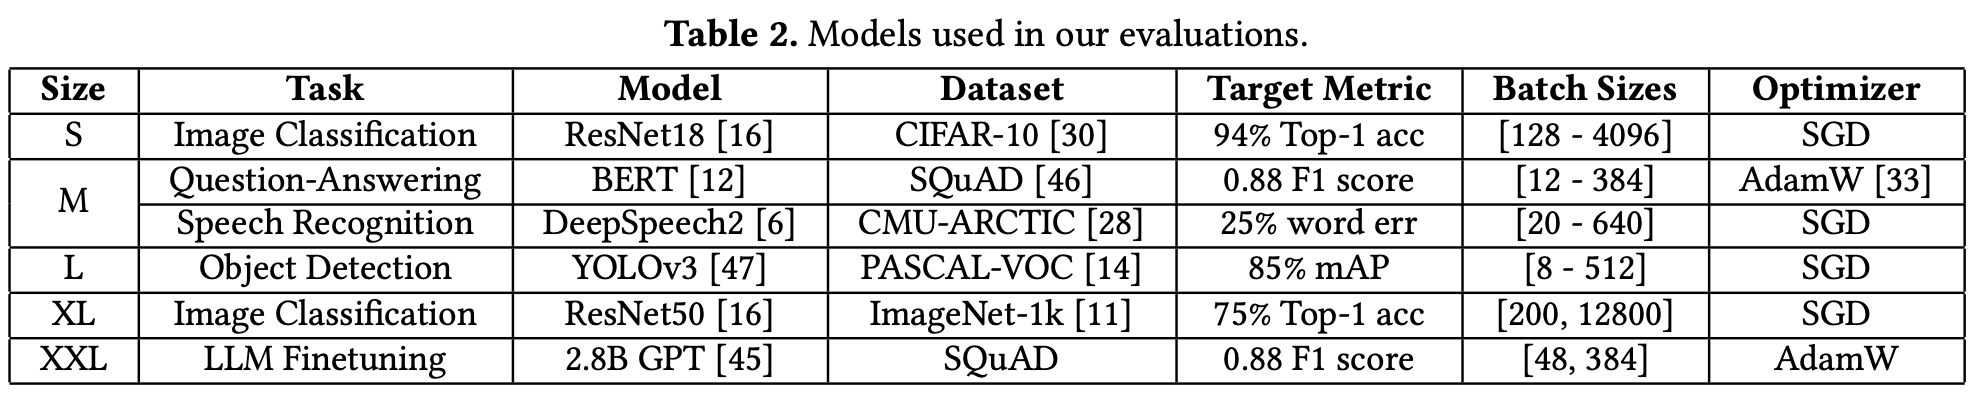 Table 2. Models used in our evaluations.
Size Task Model Dataset Target Metric Batch Sizes Optimizer
S Image Classification ResNet18 [16] CIFAR-10 [30] 94% Top-1 acc [128 - 4096] SGD
M Question-Answering BERT [12] SQuAD [46] 0.88 F1 score [12 - 384] AdamW [33]
Speech Recognition DeepSpeech2 [6] CMU-ARCTIC [28] 25% word err [20 - 640] SGD
L Object Detection YOLOv3 [47] PASCAL-VOC [14] 85% mAP [8 - 512] SGD
XL Image Classification ResNet50 [16] ImageNet-1k [11] 75% Top-1 acc [200, 12800] SGD
XXL LLM Finetuning 2.8B GPT [45] SQuAD 0.88 F1 score [48, 384] AdamW